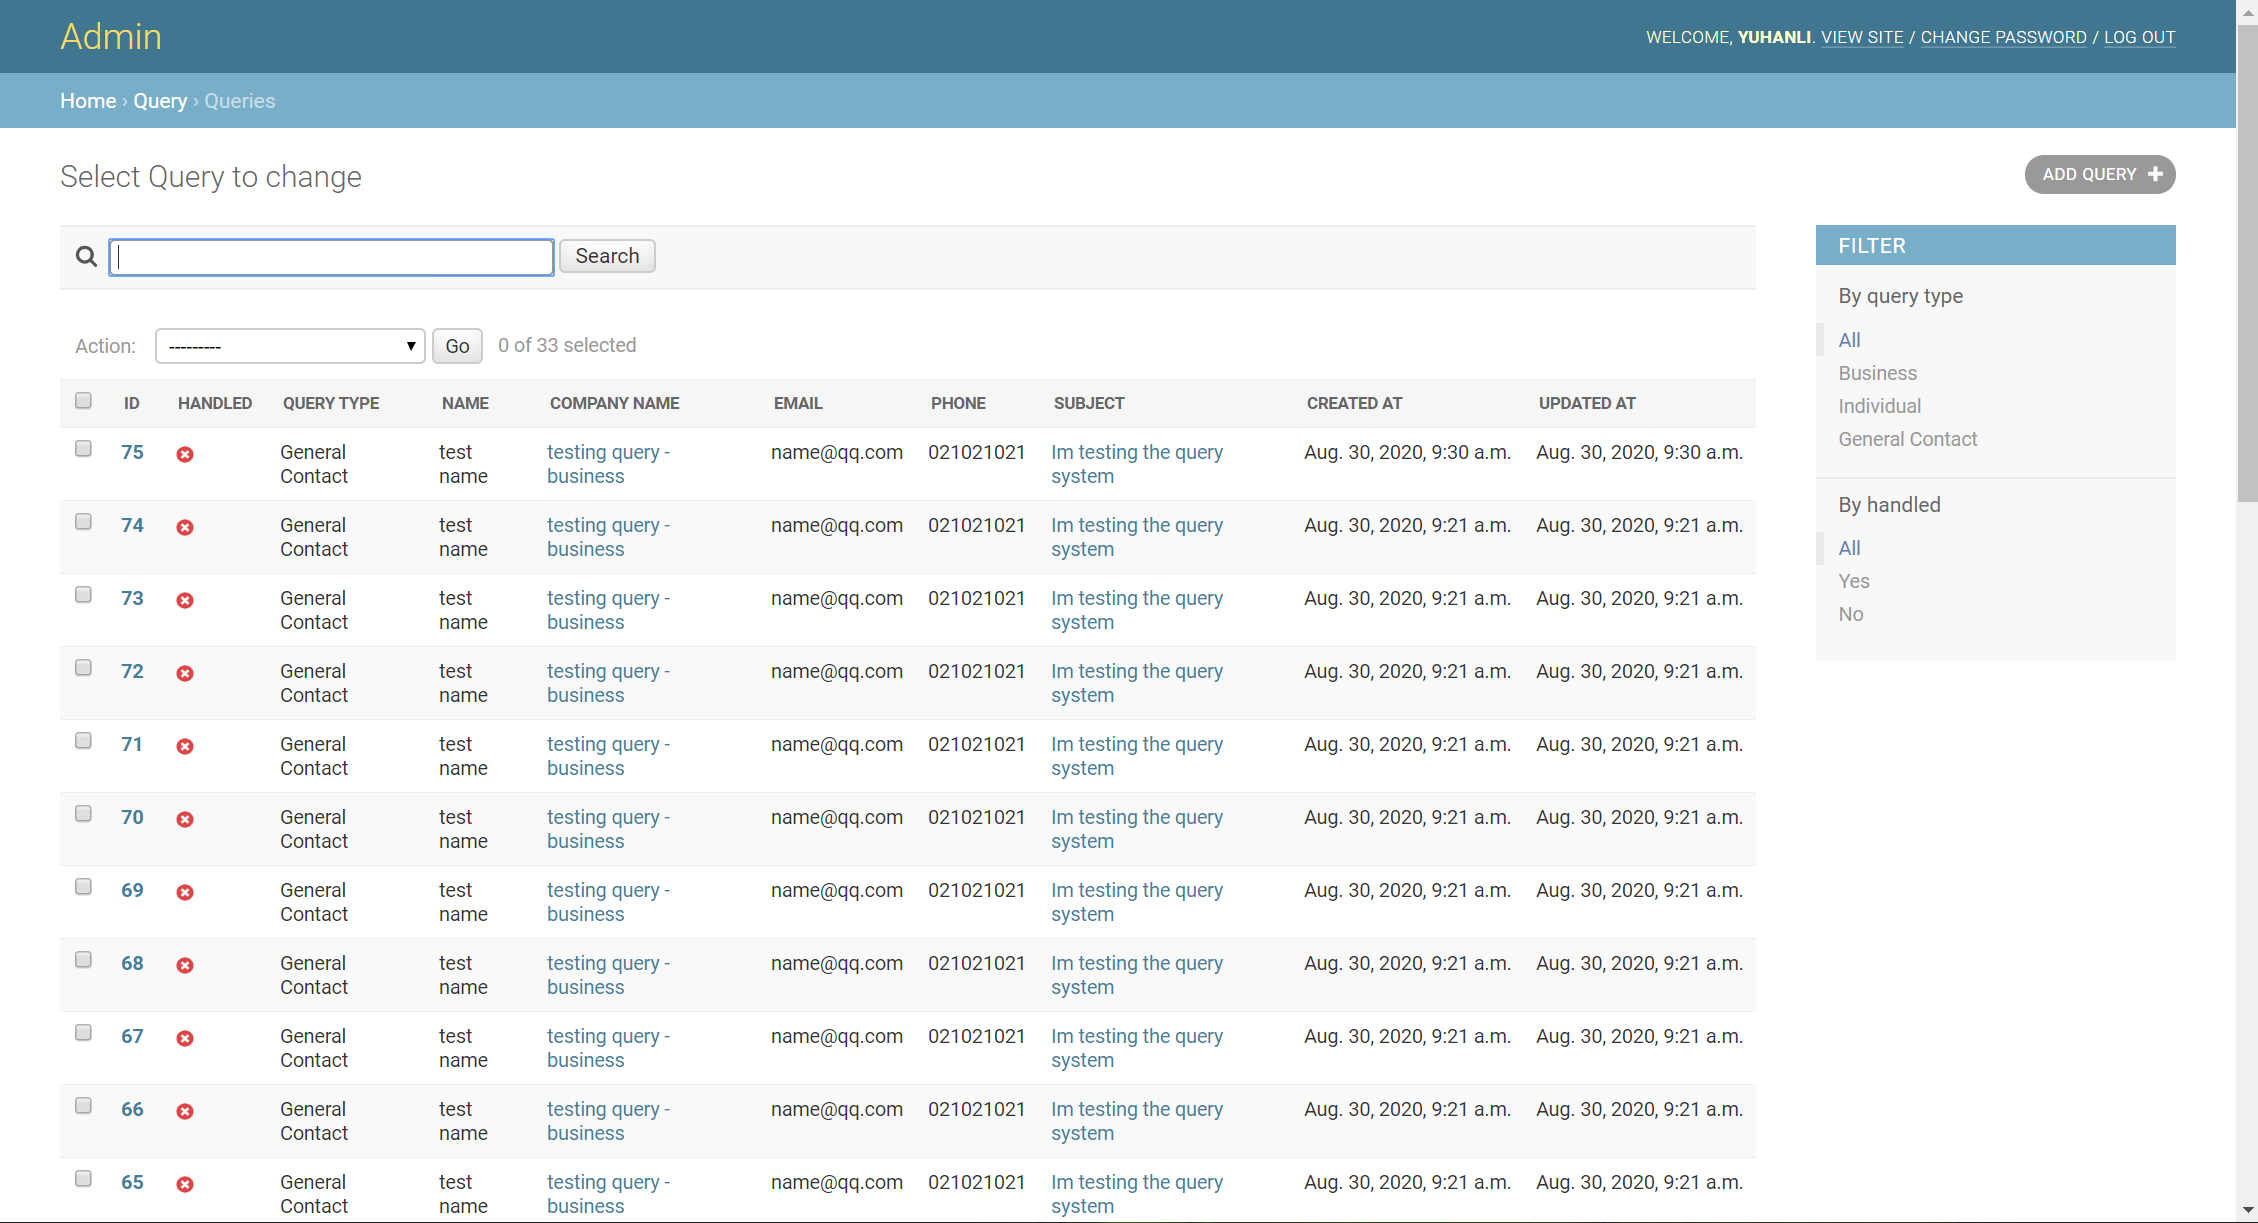 Admin
WELCOME, YUHANLI. VIEW SITE / CHANGE PASSWORD / LOG OUT
Home › Query › Queries
Select Query to change
ADD QUERY
Search
Action: --------- Go 0 of 33 selected
ID HANDLED QUERY TYPE NAME COMPANY NAME EMAIL PHONE SUBJECT CREATED AT UPDATED AT
75 General test testing query - name@qq.com 021021021 Im testing the query Aug. 30, 2020, 9:30 a.m. Aug. 30, 2020, 9:30 a.m.
Contact name business system
74 General test testing query - name@qq.com 021021021 Im testing the query Aug. 30, 2020, 9:21 a.m. Aug. 30, 2020, 9:21 a.m.
Contact name business system
73 General test testing query - name@qq.com 021021021 Im testing the query Aug. 30, 2020, 9:21 a.m. Aug. 30, 2020, 9:21 a.m.
Contact name business system
72 General test testing query - name@qq.com 021021021 Im testing the query Aug. 30, 2020, 9:21 a.m. Aug. 30, 2020, 9:21 a.m.
Contact name business system
71 General test testing query - name@qq.com 021021021 Im testing the query Aug. 30, 2020, 9:21 a.m. Aug. 30, 2020, 9:21 a.m.
Contact name business system
70 General test testing query - name@qq.com 021021021 Im testing the query Aug. 30, 2020, 9:21 a.m. Aug. 30, 2020, 9:21 a.m.
Contact name business system
69 General test testing query - name@qq.com 021021021 Im testing the query Aug. 30, 2020, 9:21 a.m. Aug. 30, 2020, 9:21 a.m.
Contact name business system
68 General test testing query - name@qq.com 021021021 Im testing the query Aug. 30, 2020, 9:21 a.m. Aug. 30, 2020, 9:21 a.m.
Contact name business system
67 General test testing query - name@qq.com 021021021 Im testing the query Aug. 30, 2020, 9:21 a.m. Aug. 30, 2020, 9:21 a.m.
Contact name business system
66 General test testing query - name@qq.com 021021021 Im testing the query Aug. 30, 2020, 9:21 a.m. Aug. 30, 2020, 9:21 a.m.
Contact name business system
65 General test testing query - name@qq.com 021021021 Im testing the query Aug. 30, 2020, 9:21 a.m. Aug. 30, 2020, 9:21 a.m.
Contact name business system
FILTER
By query type
All
Business
Individual
General Contact
By handled
All
Yes
No